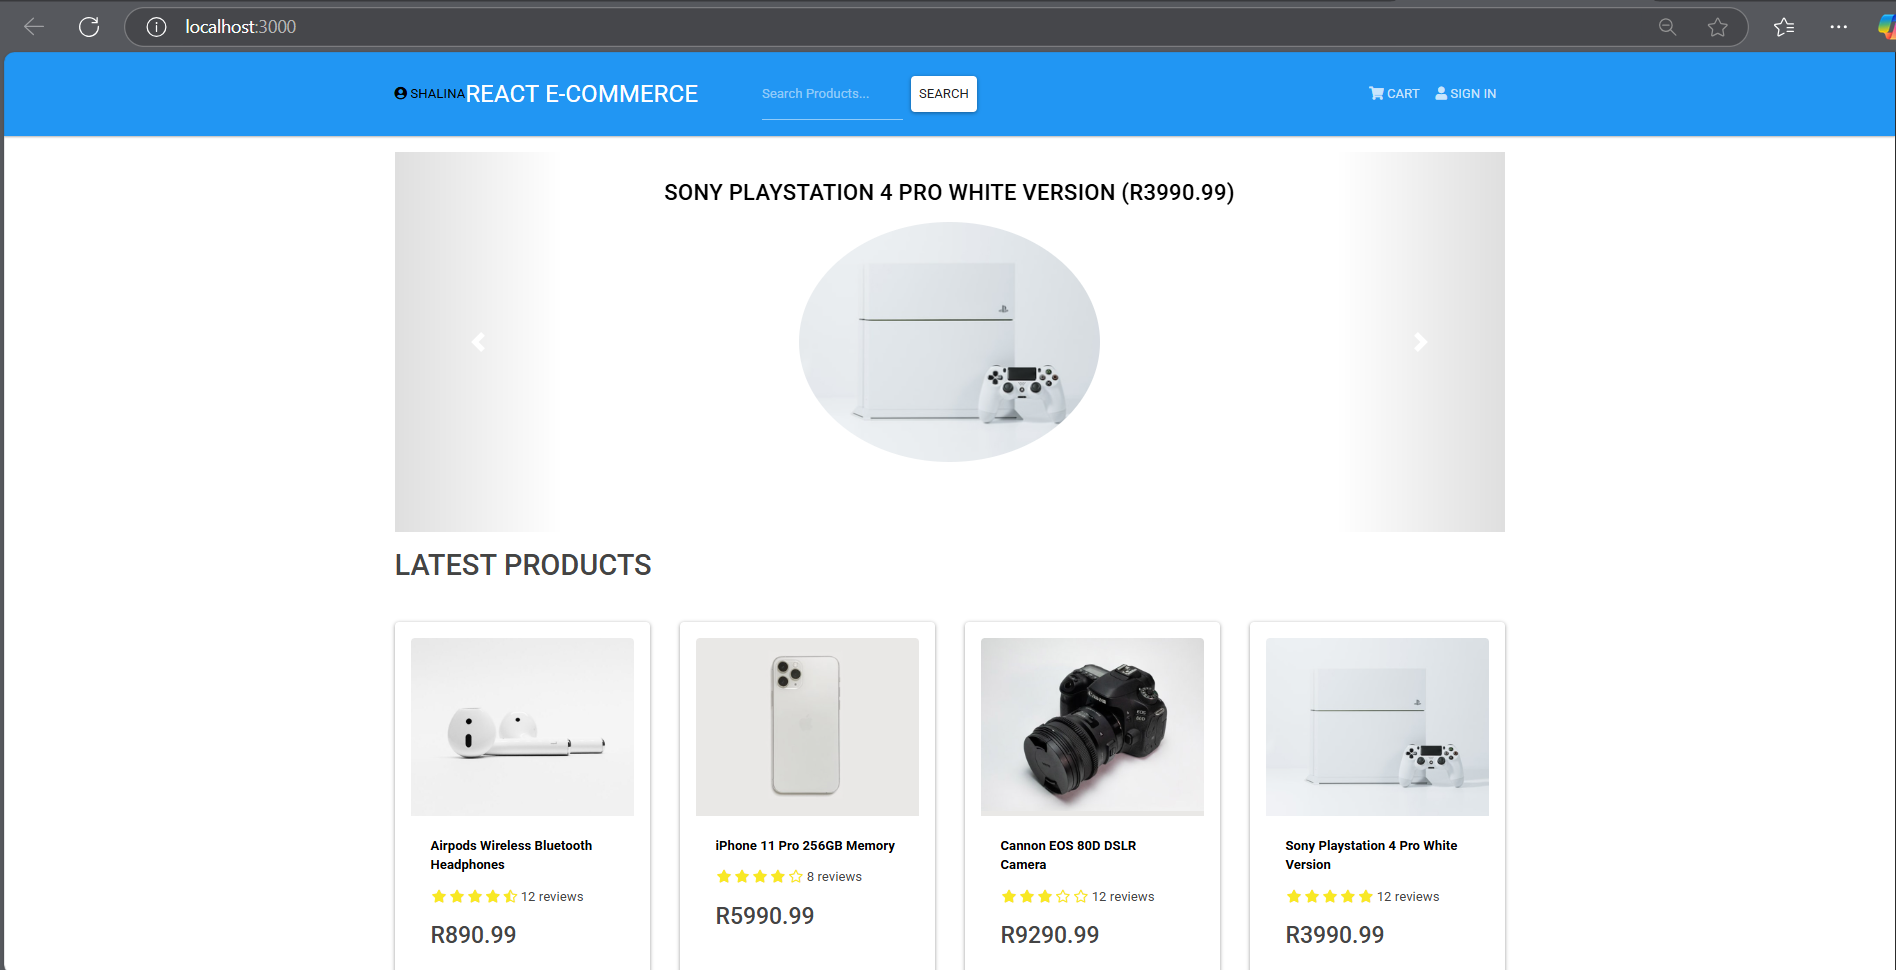 localhost:3000
SHALINA REACT E-COMMERCE Search Products... SEARCH CART SIGN IN
SONY PLAYSTATION 4 PRO WHITE VERSION (R3990.99)
LATEST PRODUCTS
Airpods Wireless Bluetooth
Headphones
12 reviews
R890.99
iPhone 11 Pro 256GB Memory
8 reviews
R5990.99
Cannon EOS 80D DSLR
Camera
12 reviews
R9290.99
Sony Playstation 4 Pro White
Version
12 reviews
R3990.99